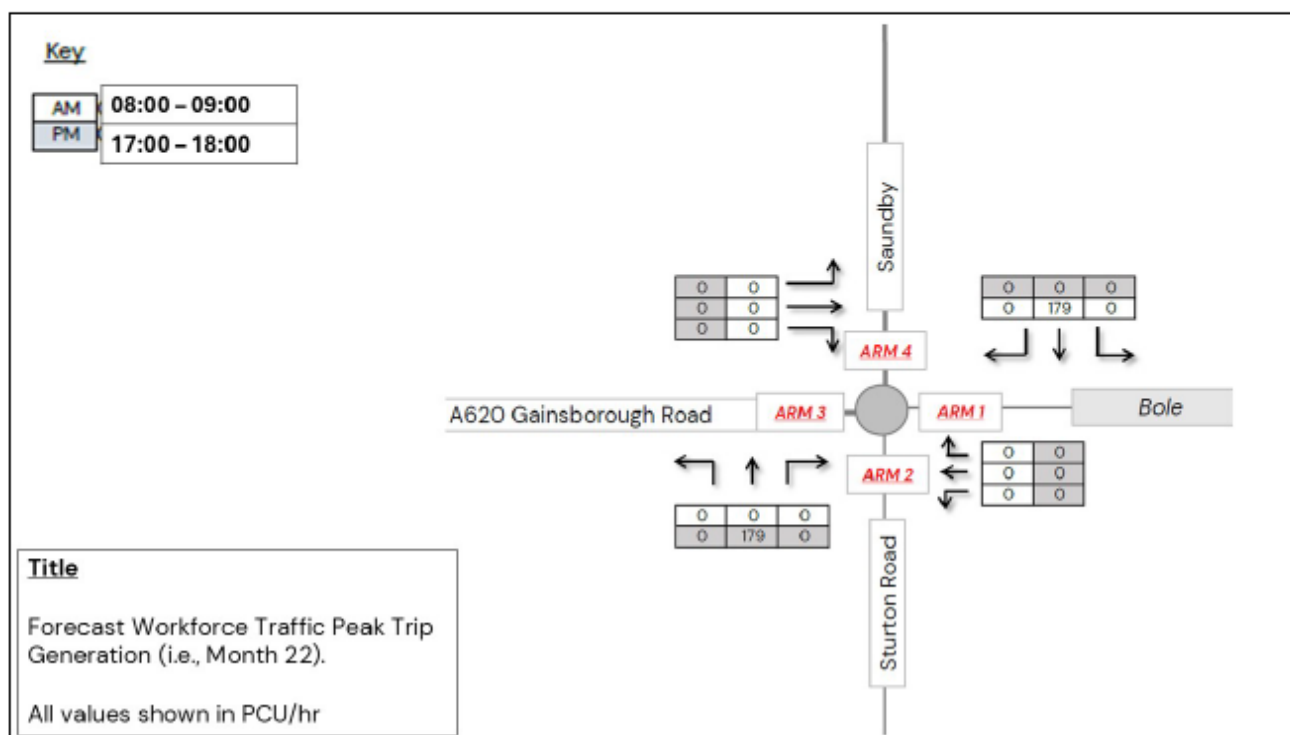 Key
AM 08:00 – 09:00
PM 17:00 – 18:00
Saundby
0 0
0 0
0 0
0 0 0
0 179 0
ARM 4
A620 Gainsborough Road
ARM 3
ARM 1
Bole
ARM 2
0 0
0 0
0 0
0 0 0
0 179 0
Sturton Road
Title
Forecast Workforce Traffic Peak Trip
Generation (i.e., Month 22).
All values shown in PCU/hr